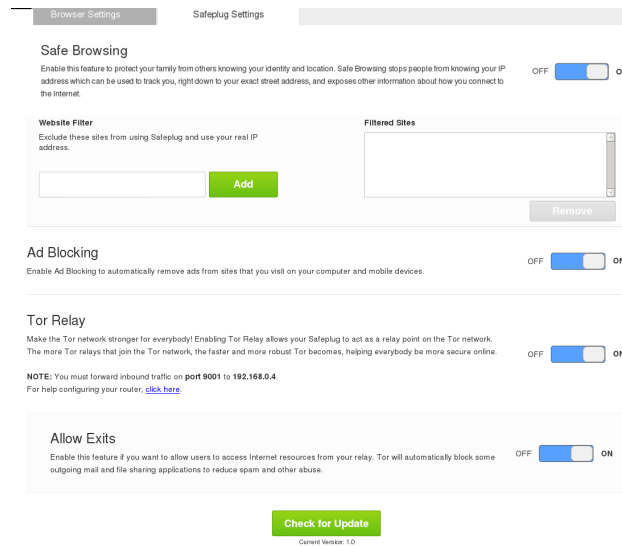 Browser Settings
Safeplug Settings
Safe Browsing
Enable this feature to protect your family from others knowing your identity and location. Safe Browsing stops people from knowing your IP
address which can be used to track you, right down to your exact street address, and exposes other information about how you connect to
the Internet.
OFF
Website Filter
Exclude these sites from using Safeplug and use your real IP
address.
Add
Filtered Sites
Remove
Ad Blocking
Enable Ad Blocking to automatically remove ads from sites that you visit on your computer and mobile devices.
OFF ON
Tor Relay
Make the Tor network stronger for everybody! Enabling Tor Relay allows your Safeplug to act as a relay point on the Tor network.
The more Tor relays that join the Tor network, the faster and more robust Tor becomes, helping everybody be more secure online.
OFF ON
NOTE: You must forward inbound traffic on port 9001 to 192.168.0.4.
For help configuring your router, click here.
Allow Exits
Enable this feature if you want to allow users to access Internet resources from your relay. Tor will automatically block some
outgoing mail and file sharing applications to reduce spam and other abuse.
OFF ON
Check for Update
Current Version: 1.0